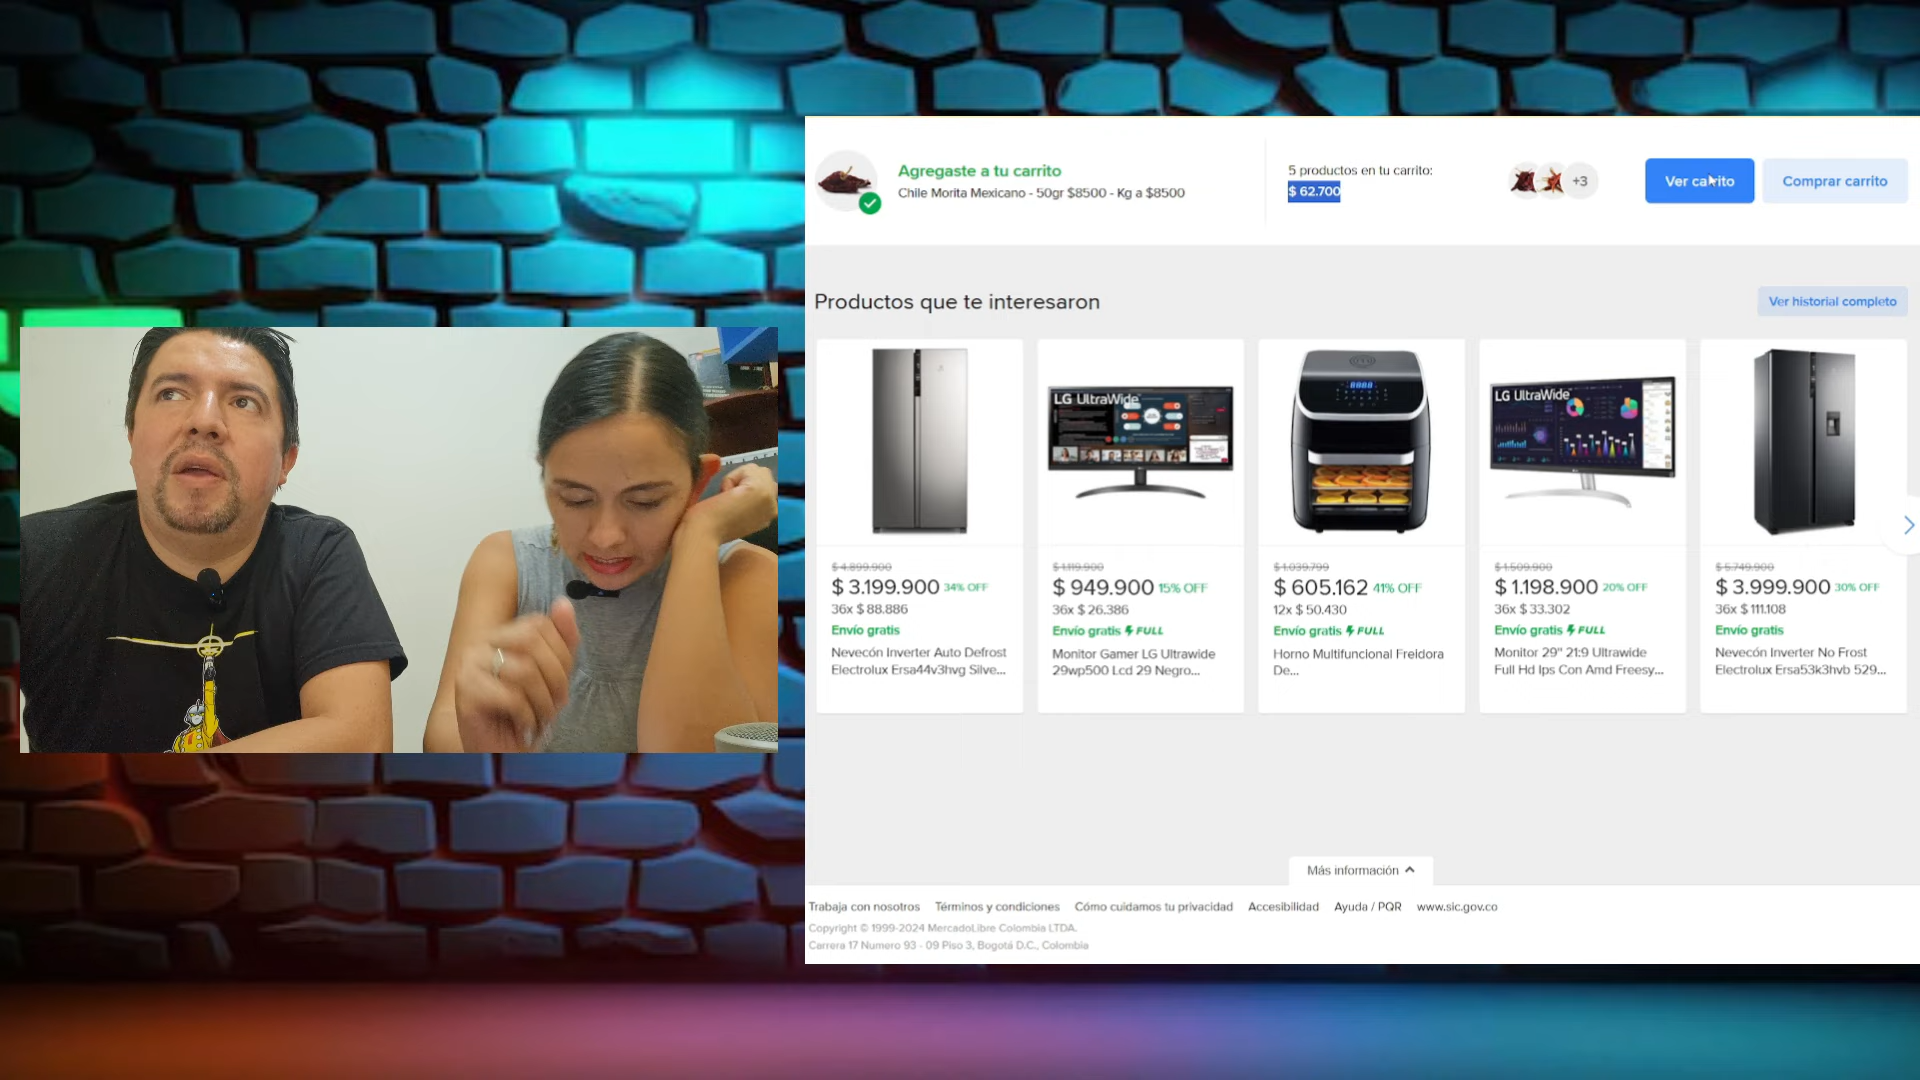 Agregaste a tu carrito
Chile Morita Mexicano - 50gr $8500 - Kg a $8500
5 productos en tu carrito:
$ 62.700
+3
Ver carrito
Comprar carrito
Productos que te interesaron
Ver historial completo
LG UltraWide
LG UltraWide
$ 4.899.900
$ 3.199.900 34% OFF
36x $ 88.886
Envío gratis
Nevecón Inverter Auto Defrost
Electrolux Ersa44v3hvg Silve...
$ 1.119.900
$ 949.900 15% OFF
36x $ 26.386
Envío gratis FULL
Monitor Gamer LG Ultrawide
29wp500 Lcd 29 Negro...
$ 1.039.799
$ 605.162 41% OFF
12x $ 50.430
Envío gratis FULL
Horno Multifuncional Freidora
De...
$ 1.509.900
$ 1.198.900 20% OFF
36x $ 33.302
Envío gratis FULL
Monitor 29" 21:9 Ultrawide
Full Hd Ips Con Amd Freesy...
$ 5.749.900
$ 3.999.900 30% OFF
36x $ 111.108
Envío gratis
Nevecón Inverter No Frost
Electrolux Ersa53k3hvb 529...
Más información
Trabaja con nosotros Términos y condiciones Cómo cuidamos tu privacidad Accesibilidad Ayuda / PQR www.sic.gov.co
Copyright © 1999-2024 MercadoLibre Colombia LTDA.
Carrera 17 Numero 93 - 09 Piso 3, Bogotá D.C., Colombia